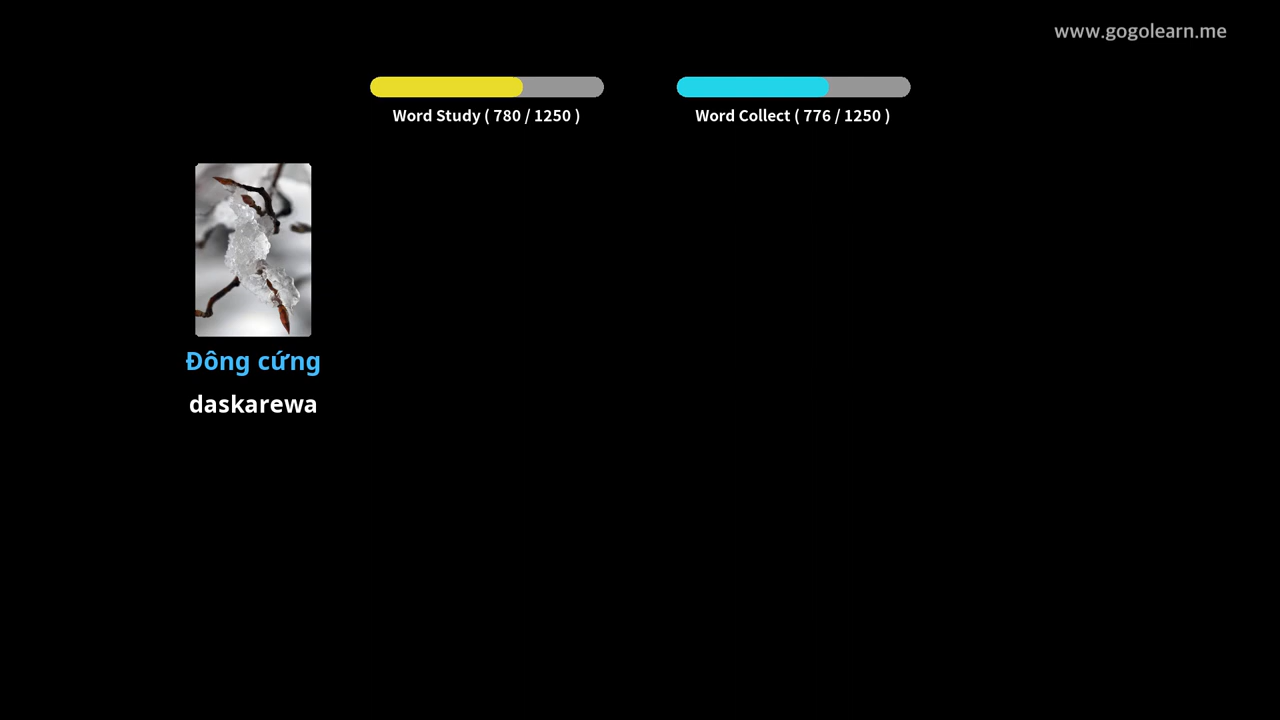 www.gogolearn.me
Word Study ( 780 / 1250 )
Word Collect ( 776 / 1250 )
Đông cứng
daskarewa